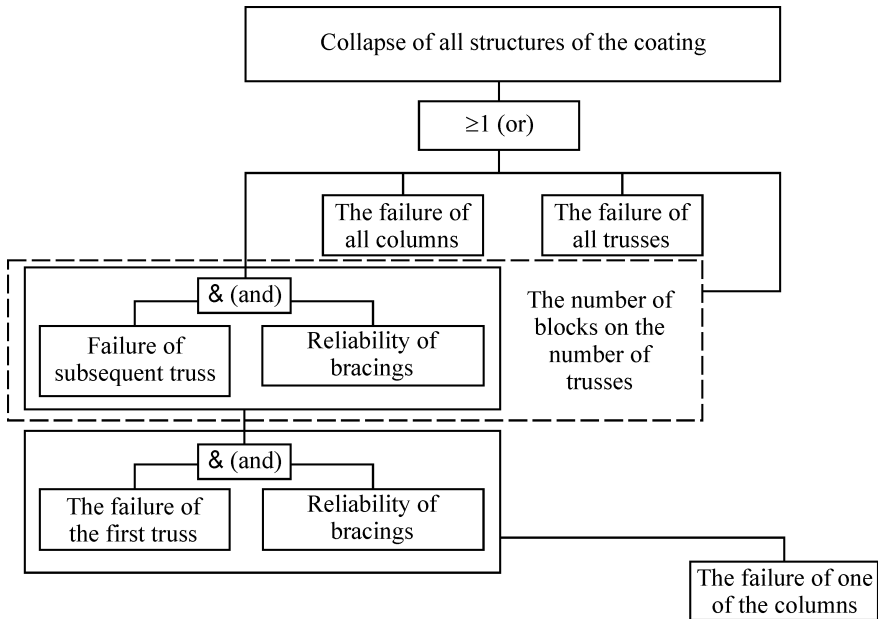 Collapse of all structures of the coating
≥1 (or)
The failure of
all columns
The failure of
all trusses
& (and)
Failure of
subsequent truss
Reliability of
bracings
The number of
blocks on the
number of
trusses
& (and)
The failure of
the first truss
Reliability of
bracings
The failure of one
of the columns